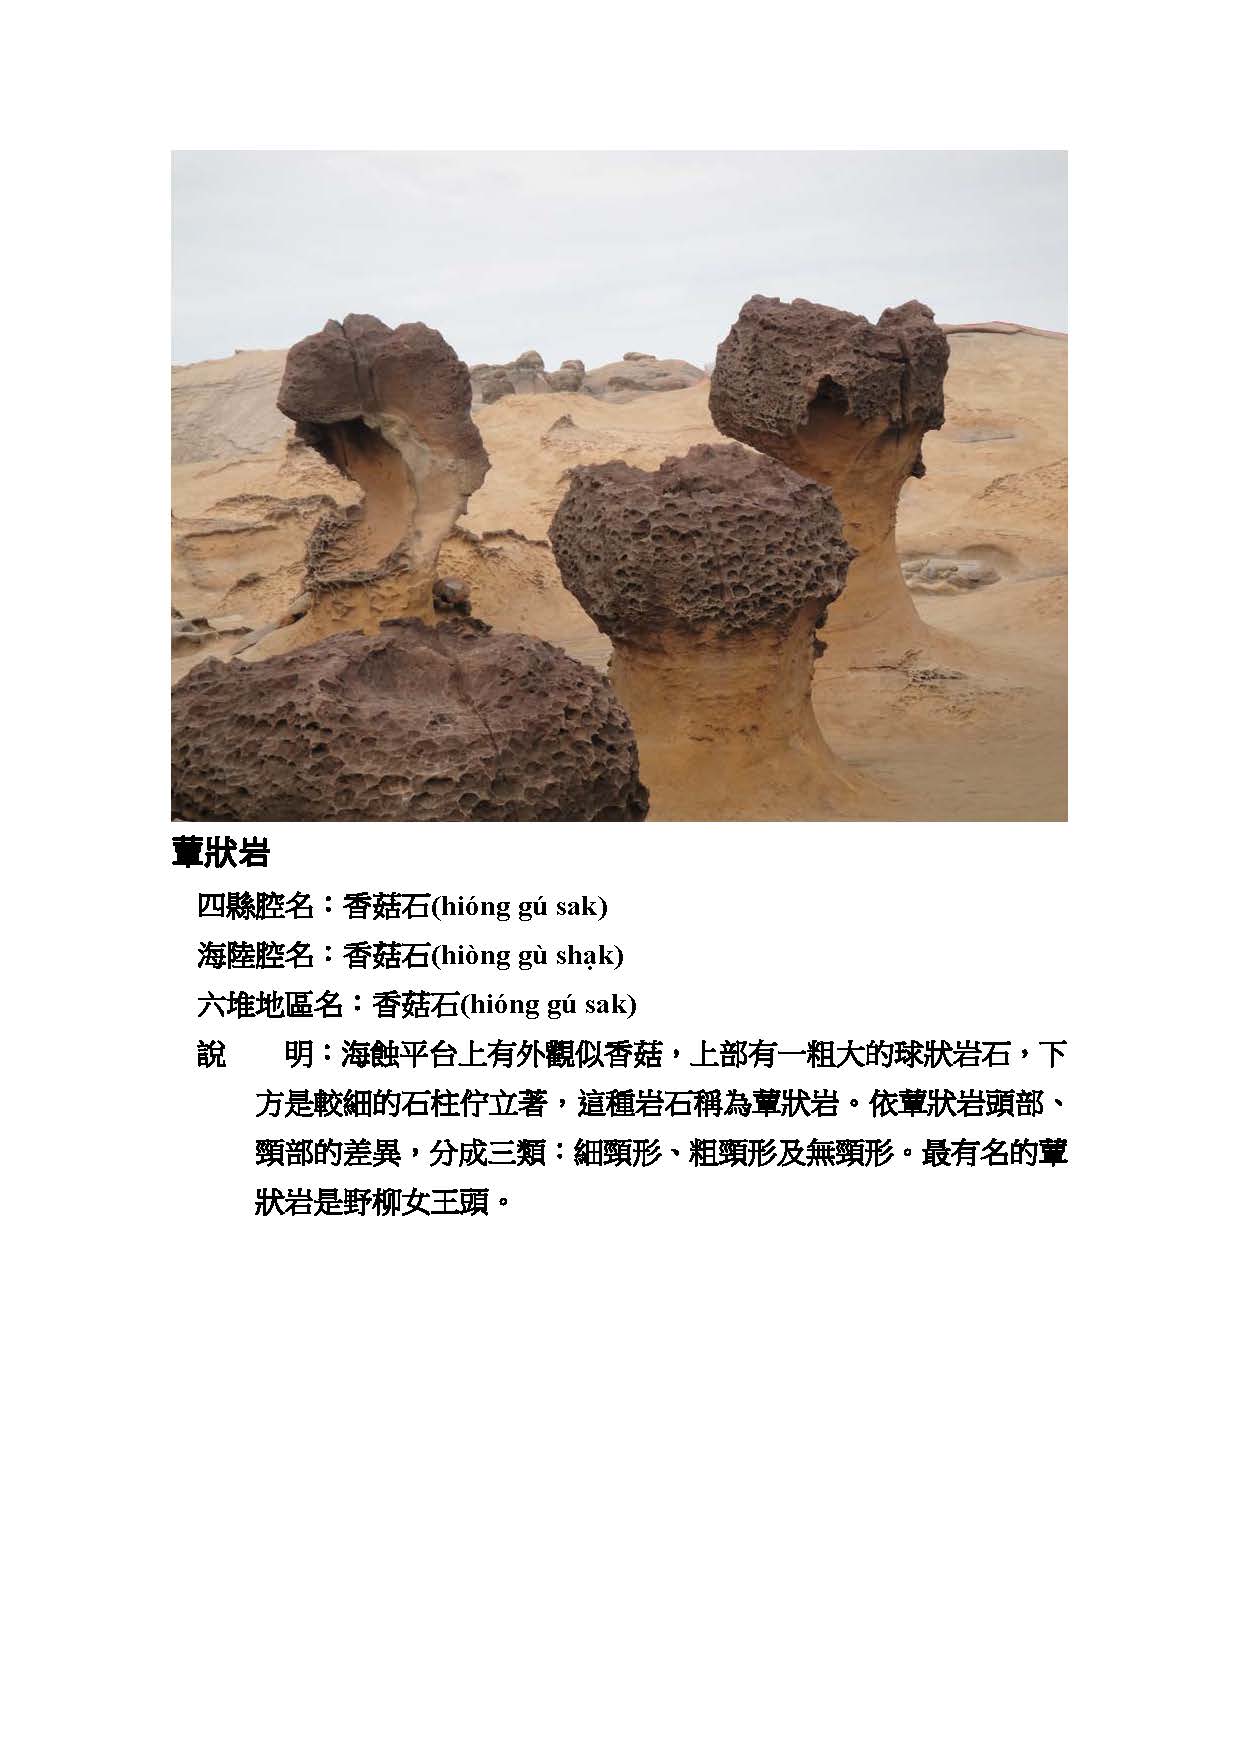 蕈狀岩
四縣腔名：香菇石(hióng gú sak)
海陸腔名：香菇石(hiòng gù shạk)
六堆地區名：香菇石(hióng gú sak)
說　　明：海蝕平台上有外觀似香菇，上部有一粗大的球狀岩石，下
方是較細的石柱佇立著，這種岩石稱為蕈狀岩。依蕈狀岩頭部、
頸部的差異，分成三類：細頸形、粗頸形及無頸形。最有名的蕈
狀岩是野柳女王頭。